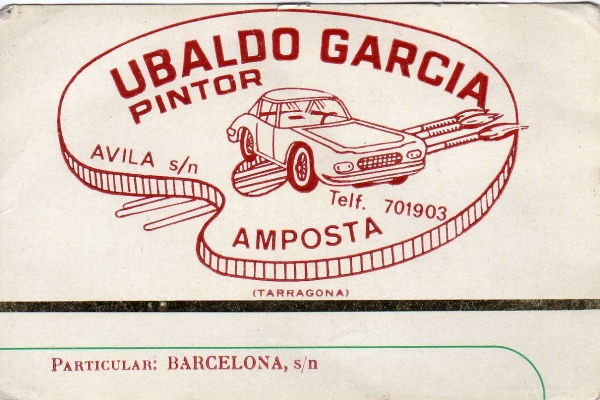 UBALDO GARCIA
PINTOR
AVILA s/n
Telf. 701903
AMPOSTA
(TARRAGONA)
PARTICULAR: BARCELONA, s/n